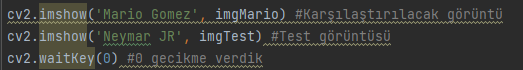 cv2.imshow('Mario Gomez', imgMario) #Karşılaştırılacak görüntü
cv2.imshow('Neymar JR', imgTest) #Test görüntüsü
cv2.waitKey(0) #0 gecikme verdik